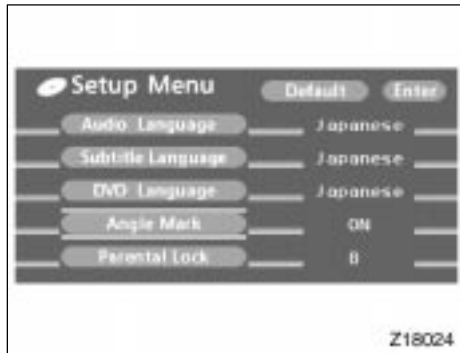 Setup Menu Default Enter
Audio Language Japanese
Subtitle Language Japanese
DVD Language Japanese
Angle Mark ON
Parental Lock 8
Z18024